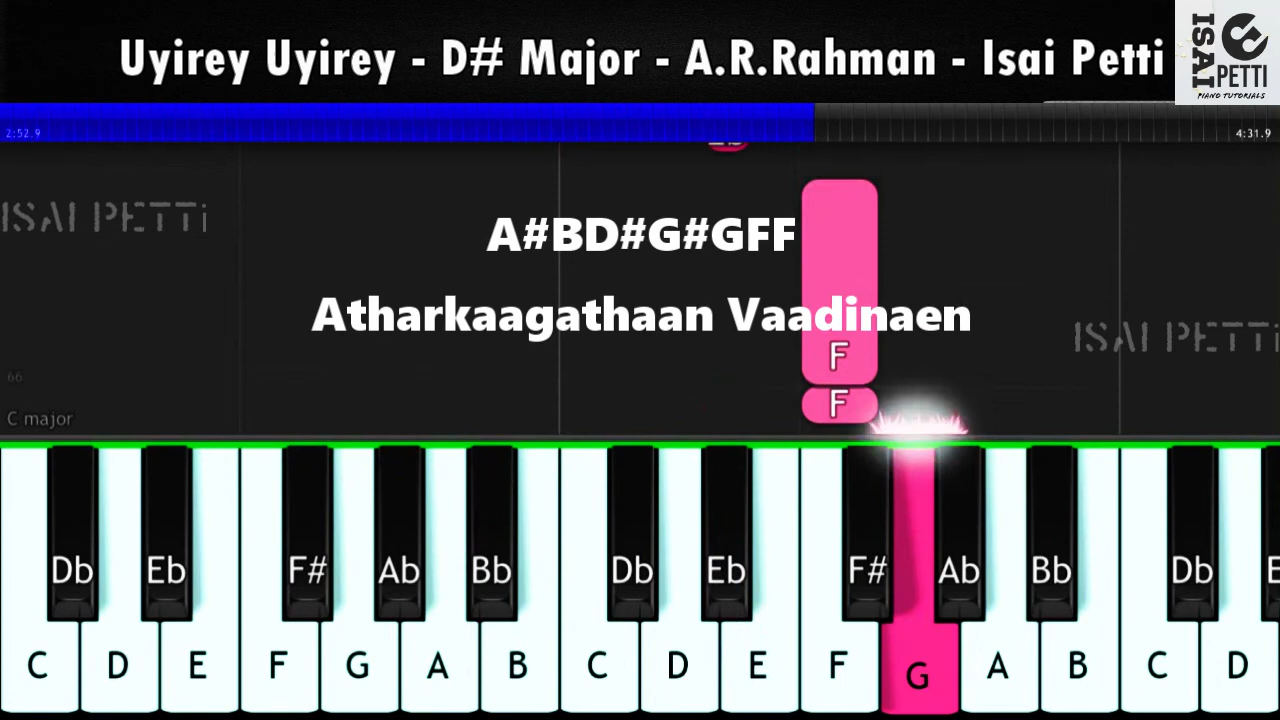 Uyirey Uyirey - D# Major - A.R.Rahman - Isai Petti
ISAI PETTI
PIANO TUTORIALS
2:52.9
4:31.9
ISAI PETTi
A#BD#G#GFF
Atharkaagathaan Vaadinaen
ISAI PETTi
F
66
F
C major
Db Eb F# Ab Bb Db Eb F# Ab Bb Db E
C D E F G A B C D E F G A B C D